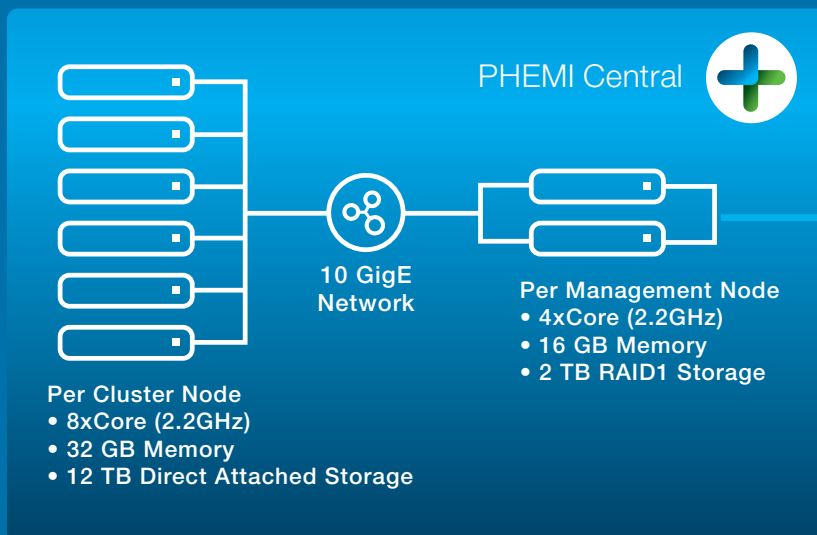 PHEMI Central
10 GigE
Network
Per Management Node
• 4xCore (2.2GHz)
• 16 GB Memory
• 2 TB RAID1 Storage
Per Cluster Node
• 8xCore (2.2GHz)
• 32 GB Memory
• 12 TB Direct Attached Storage